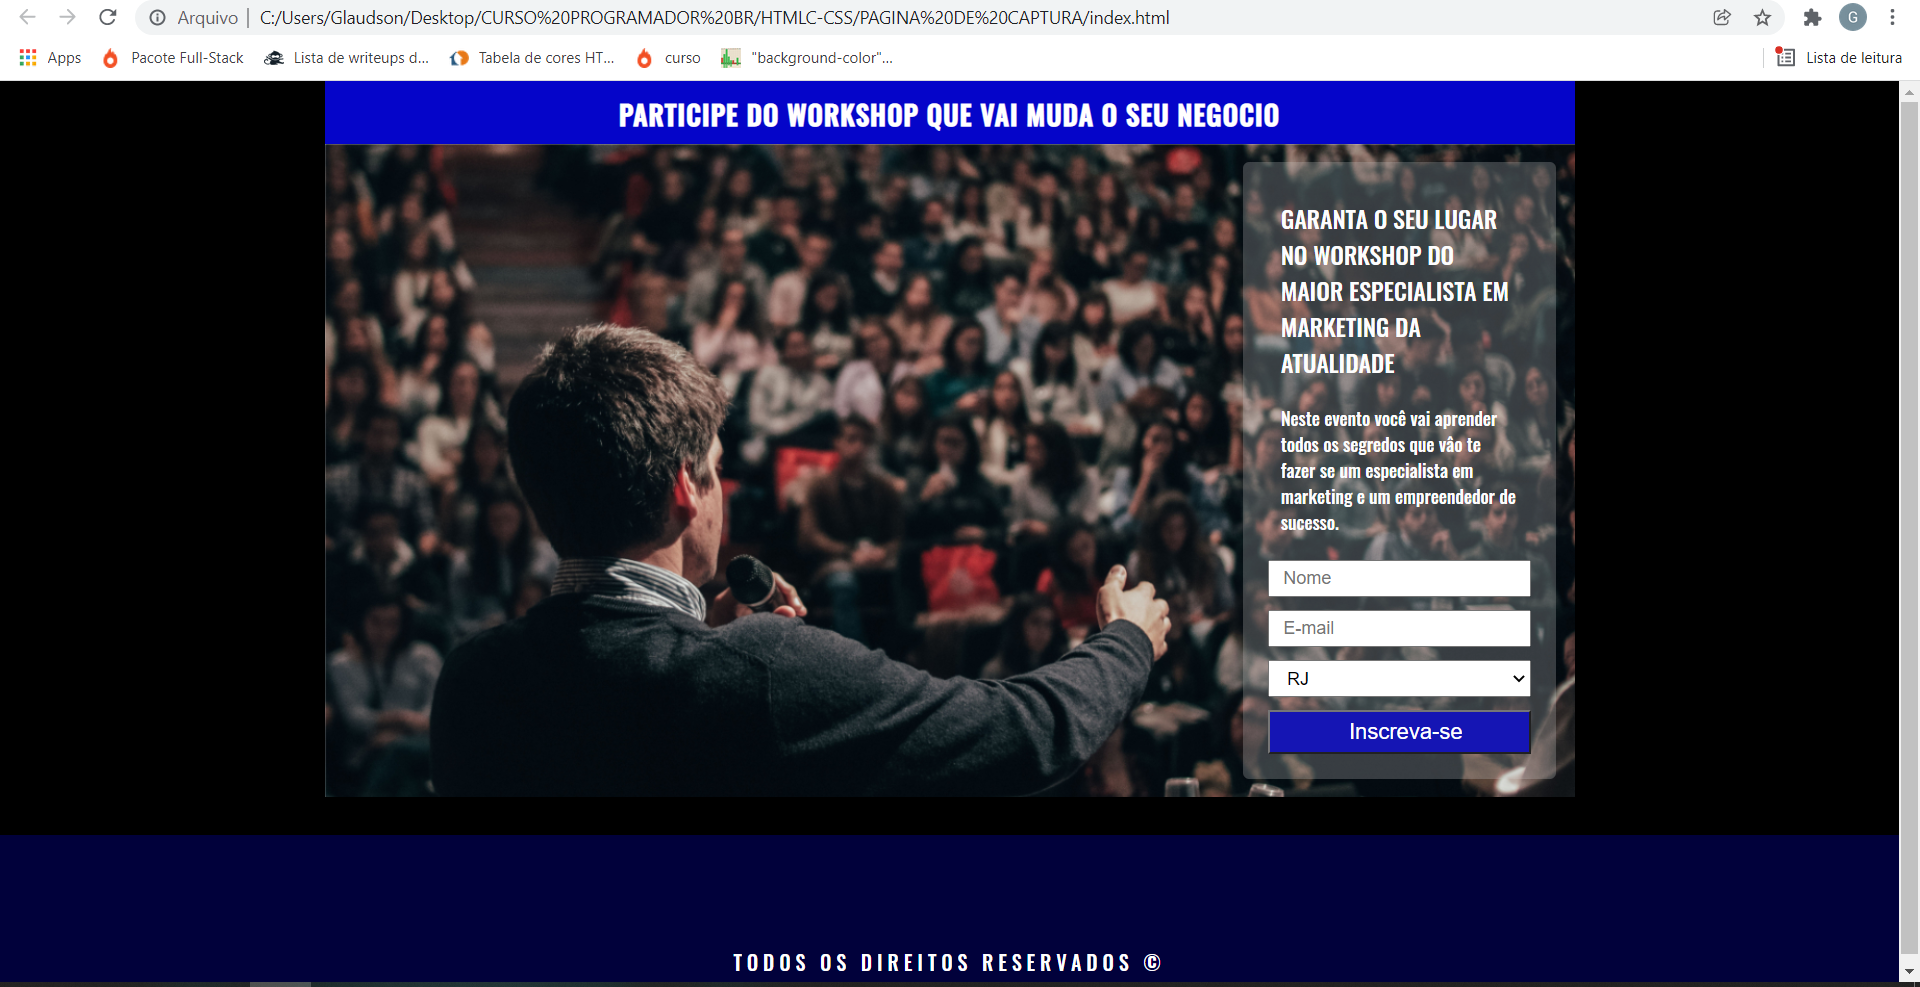 Arquivo | C:/Users/Glaudson/Desktop/CURSO%20PROGRAMADOR%20BR/HTMLC-CSS/PAGINA%20DE%20CAPTURA/index.html G
Apps Pacote Full-Stack Lista de writeups d... Tabela de cores HT... curso "background-color"... Lista de leitura
PARTICIPE DO WORKSHOP QUE VAI MUDA O SEU NEGOCIO
GARANTA O SEU LUGAR
NO WORKSHOP DO
MAIOR ESPECIALISTA EM
MARKETING DA
ATUALIDADE
Neste evento você vai aprender
todos os segredos que vâo te
fazer se um especialista em
marketing e um empreendedor de
sucesso.
Nome
E-mail
RJ
Inscreva-se
TODOS OS DIREITOS RESERVADOS ©